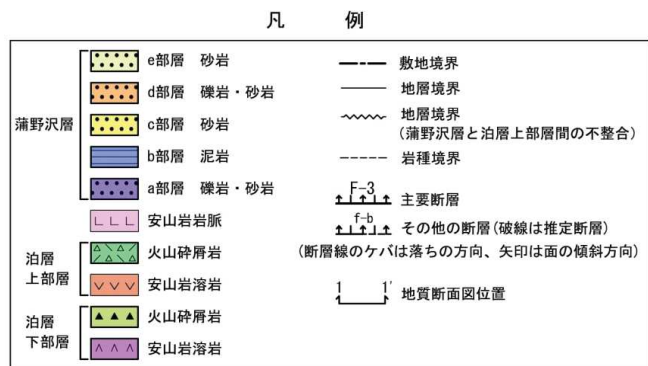 凡　例
蒲野沢層
e部層　砂岩
d部層　礫岩・砂岩
c部層　砂岩
b部層　泥岩
a部層　礫岩・砂岩
安山岩岩脈
泊層
上部層
火山砕屑岩
安山岩溶岩
泊層
下部層
火山砕屑岩
安山岩溶岩
敷地境界
地層境界
地層境界
(蒲野沢層と泊層上部層間の不整合)
岩種境界
F-3　主要断層
f-b　その他の断層(破線は推定断層)
(断層線のケバは落ちの方向、矢印は面の傾斜方向)
1　1'　地質断面図位置